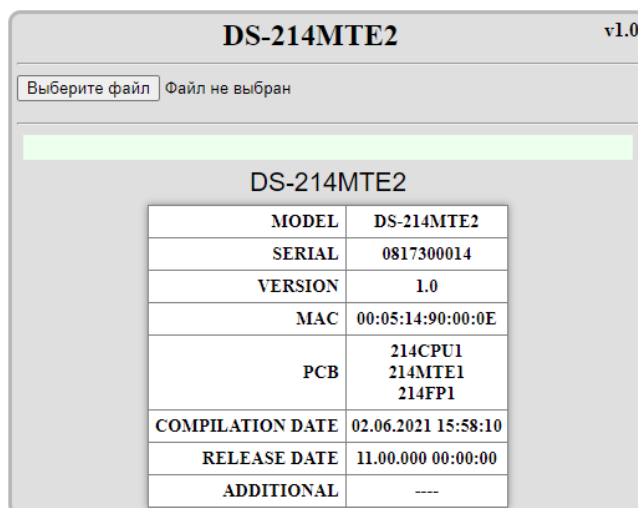 DS-214MTE2 v1.0
Выберите файл Файл не выбран
DS-214MTE2
MODEL DS-214MTE2
SERIAL 0817300014
VERSION 1.0
MAC 00:05:14:90:00:0E
PCB 214CPU1
214MTE1
214FP1
COMPILATION DATE 02.06.2021 15:58:10
RELEASE DATE 11.00.000 00:00:00
ADDITIONAL ----